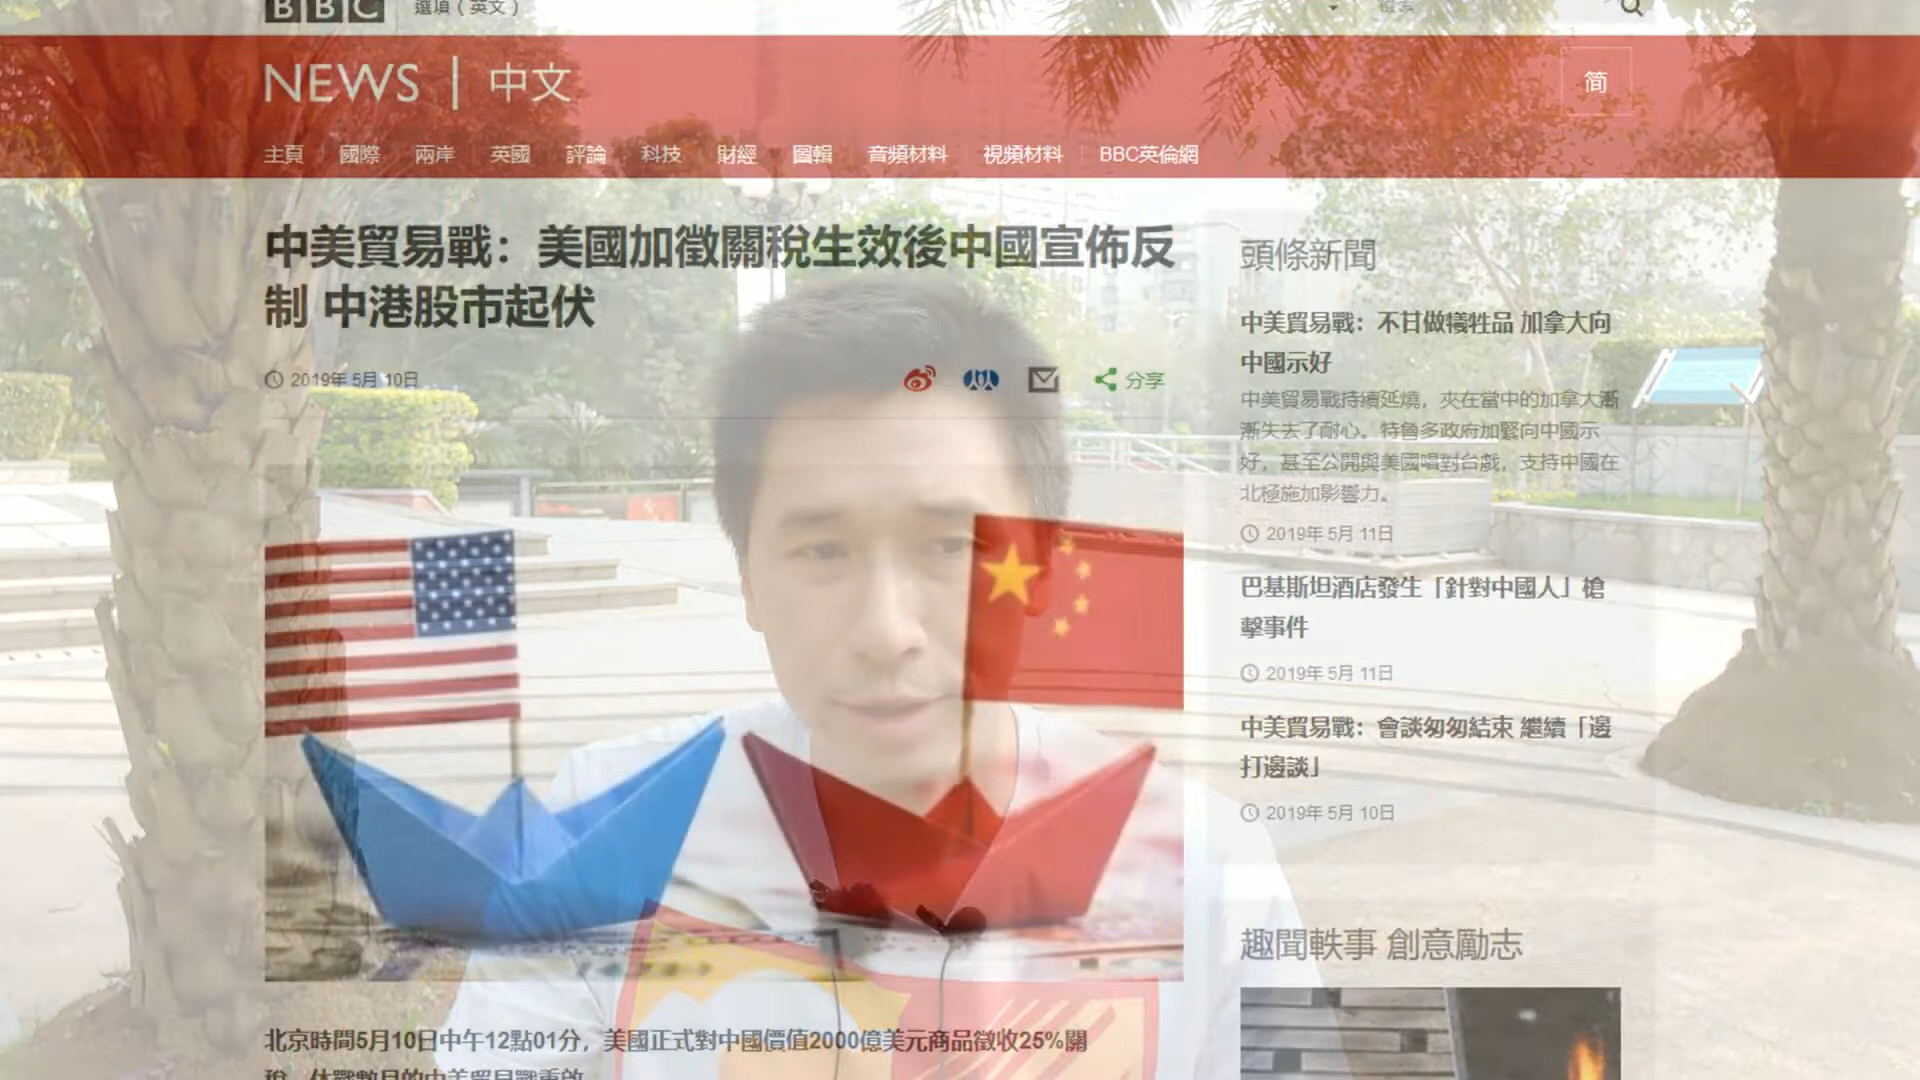 BBC 選項（英文）
NEWS | 中文
简
主頁 國際 兩岸 英國 評論 科技 財經 圖輯 音頻材料 視頻材料 BBC英倫網
中美貿易戰：美國加徵關稅生效後中國宣佈反
制 中港股市起伏
2019年 5月 10日
分享
頭條新聞
中美貿易戰：不甘做犧牲品 加拿大向
中國示好
中美貿易戰持續延燒，夾在當中的加拿大漸
漸失去了耐心。特魯多政府加緊向中國示
好，甚至公開與美國唱對台戲，支持中國在
北極施加影響力。
2019年 5月 11日
巴基斯坦酒店發生「針對中國人」槍
擊事件
2019年 5月 11日
中美貿易戰：會談匆匆結束 繼續「邊
打邊談」
2019年 5月 10日
趣聞軼事 創意勵志
北京時間5月10日中午12點01分，美國正式對中國價值2000億美元商品徵收25%關
稅，休戰數月的中美貿易戰重啟